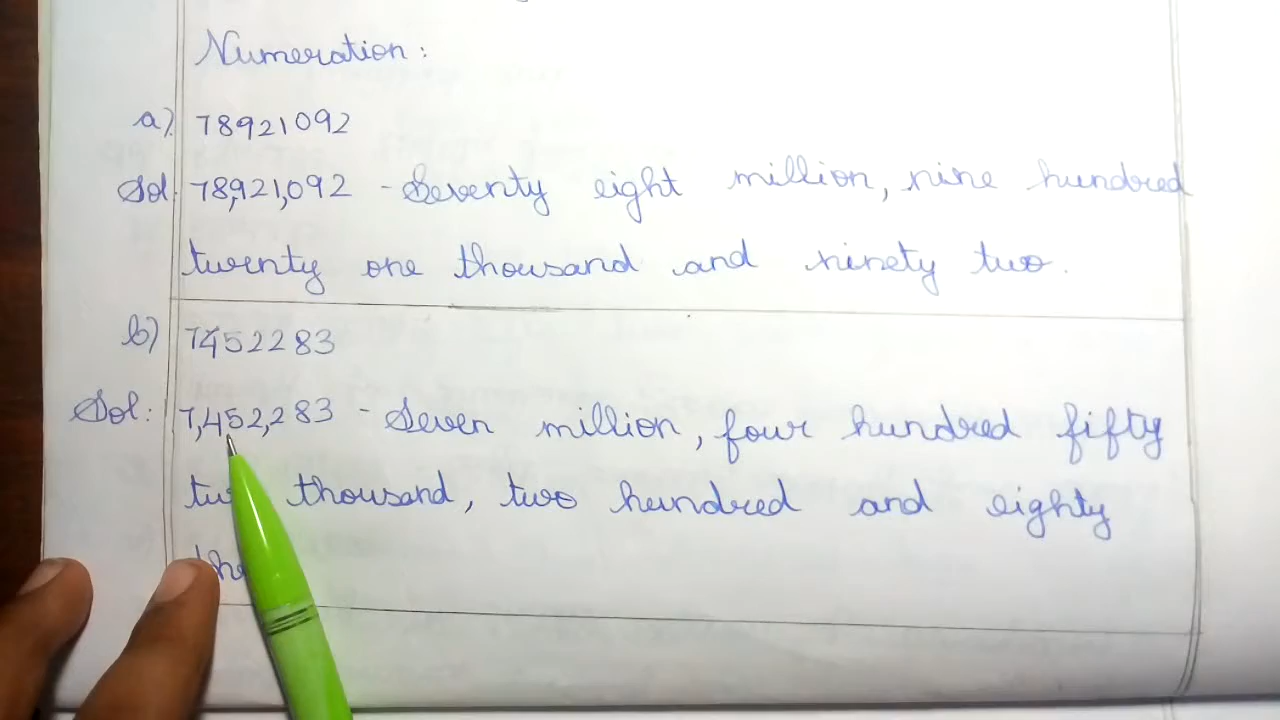 Numeration :
a) 78921092
Sol: 78,921,092 - Seventy eight million, nine hundred
twenty one thousand and ninety two.
b) 7452283
Sol: 7,452,283 - Seven million, four hundred fifty
thousand, two hundred and eighty